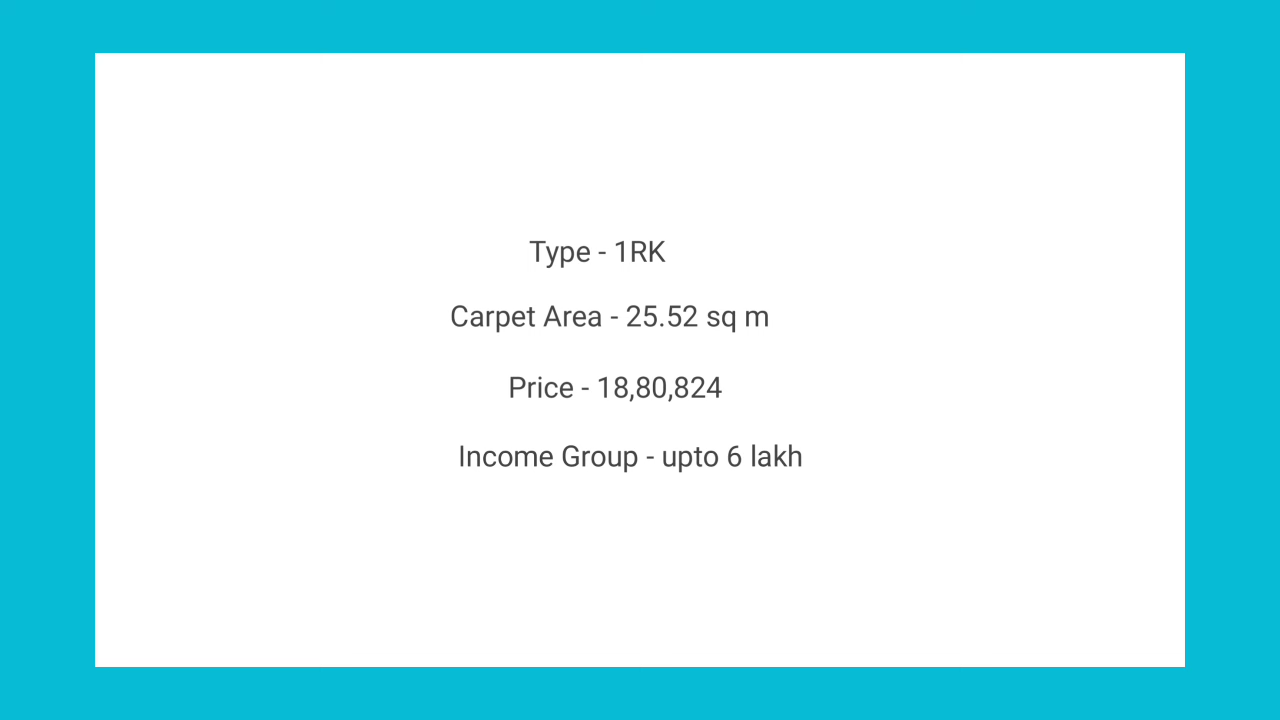 Type - 1RK
Carpet Area - 25.52 sq m
Price - 18,80,824
Income Group - upto 6 lakh